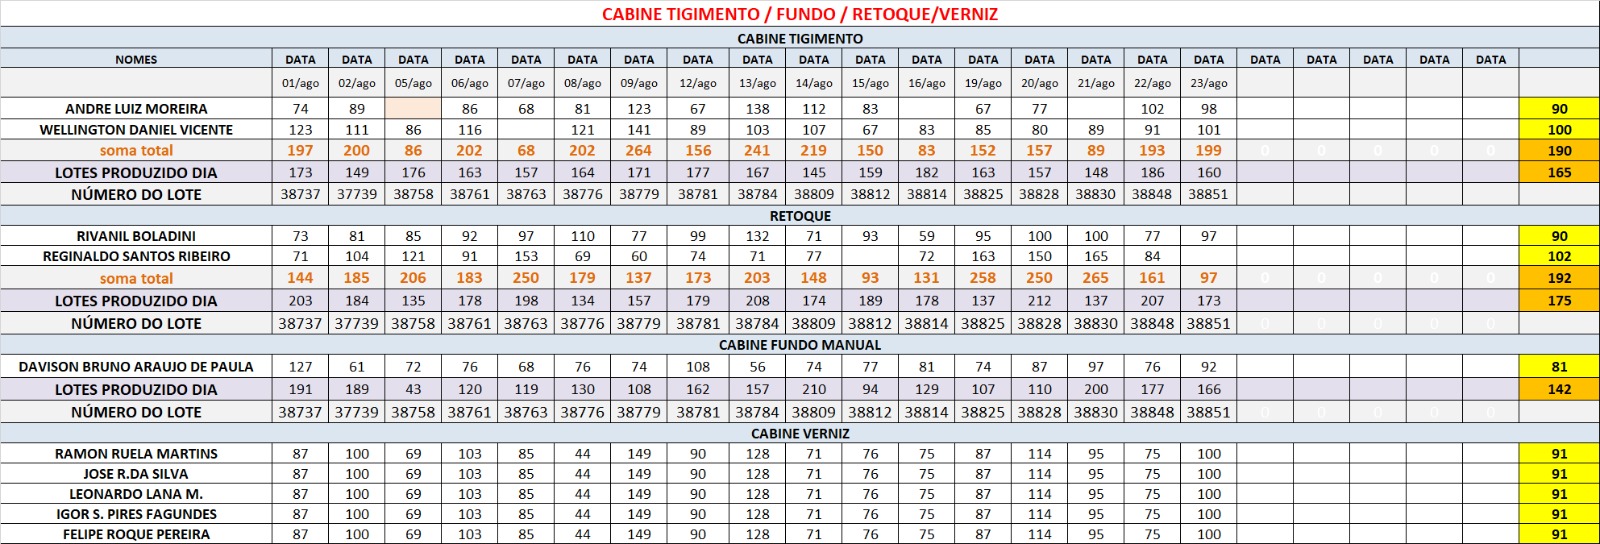 CABINE TIGIMENTO / FUNDO / RETOQUE/VERNIZ
CABINE TIGIMENTO
NOMES DATA DATA DATA DATA DATA DATA DATA DATA DATA DATA DATA DATA DATA DATA DATA DATA DATA DATA DATA DATA DATA DATA
01/ago 02/ago 05/ago 06/ago 07/ago 08/ago 09/ago 12/ago 13/ago 14/ago 15/ago 16/ago 19/ago 20/ago 21/ago 22/ago 23/ago
ANDRE LUIZ MOREIRA 74 89 86 68 81 123 67 138 112 83 67 77 102 98 90
WELLINGTON DANIEL VICENTE 123 111 86 116 121 141 89 103 107 67 83 85 80 89 91 101 100
soma total 197 200 86 202 68 202 264 156 241 219 150 83 152 157 89 193 199 0 0 0 0 0 190
LOTES PRODUZIDO DIA 173 149 176 163 157 164 171 177 167 145 159 182 163 157 148 186 160 165
NÚMERO DO LOTE 38737 37739 38758 38761 38763 38776 38779 38781 38784 38809 38812 38814 38825 38828 38830 38848 38851
RETOQUE
RIVANIL BOLADINI 73 81 85 92 97 110 77 99 132 71 93 59 95 100 100 77 97 90
REGINALDO SANTOS RIBEIRO 71 104 121 91 153 69 60 74 71 77 72 163 150 165 84 102
soma total 144 185 206 183 250 179 137 173 203 148 93 131 258 250 265 161 97 0 0 0 0 0 192
LOTES PRODUZIDO DIA 203 184 135 178 198 134 157 179 208 174 189 178 137 212 137 207 173 175
NÚMERO DO LOTE 38737 37739 38758 38761 38763 38776 38779 38781 38784 38809 38812 38814 38825 38828 38830 38848 38851 0 0 0 0 0
CABINE FUNDO MANUAL
DAVISON BRUNO ARAUJO DE PAULA 127 61 72 76 68 76 74 108 56 74 77 81 74 87 97 76 92 81
LOTES PRODUZIDO DIA 191 189 43 120 119 130 108 162 157 210 94 129 107 110 200 177 166 142
NÚMERO DO LOTE 38737 37739 38758 38761 38763 38776 38779 38781 38784 38809 38812 38814 38825 38828 38830 38848 38851 0 0 0 0 0
CABINE VERNIZ
RAMON RUELA MARTINS 87 100 69 103 85 44 149 90 128 71 76 75 87 114 95 75 100 91
JOSE R.DA SILVA 87 100 69 103 85 44 149 90 128 71 76 75 87 114 95 75 100 91
LEONARDO LANA M. 87 100 69 103 85 44 149 90 128 71 76 75 87 114 95 75 100 91
IGOR S. PIRES FAGUNDES 87 100 69 103 85 44 149 90 128 71 76 75 87 114 95 75 100 91
FELIPE ROQUE PEREIRA 87 100 69 103 85 44 149 90 128 71 76 75 87 114 95 75 100 91